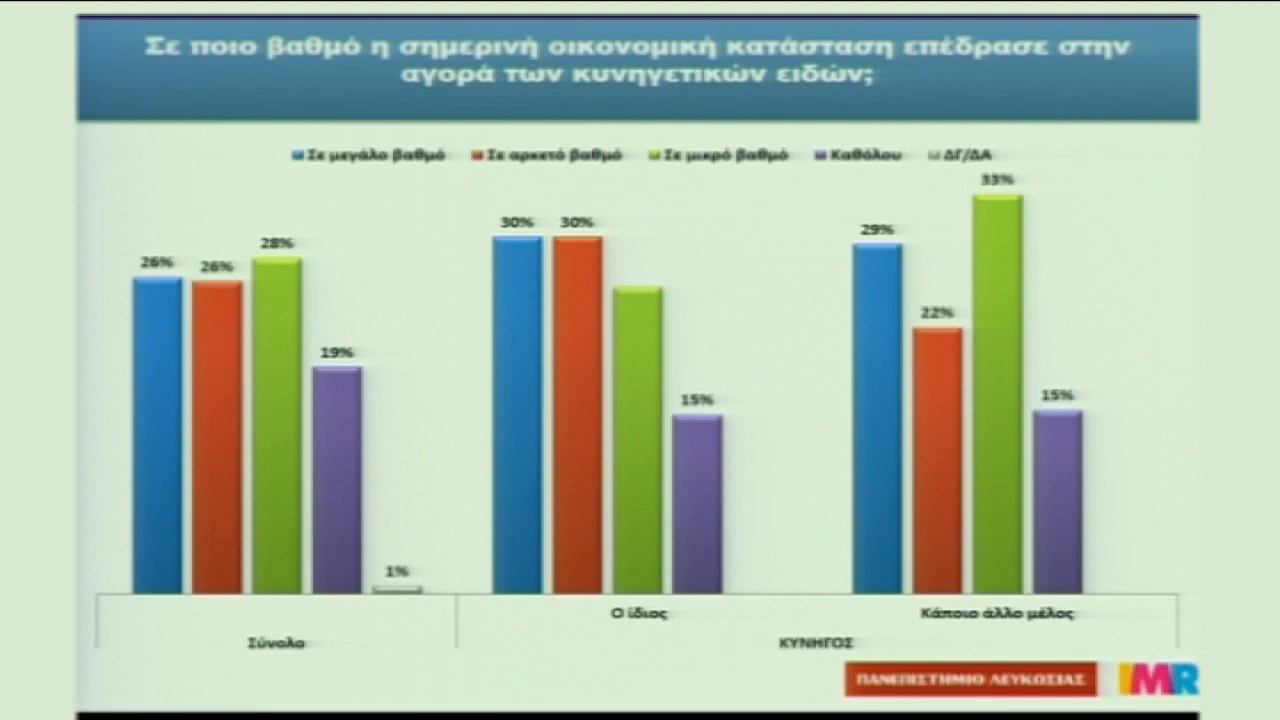 Σε ποιο βαθμό η σημερινή οικονομική κατάσταση επέδρασε στην
αγορά των κυνηγετικών ειδών;
Σε μεγάλο βαθμό Σε αρκετό βαθμό Σε μικρό βαθμό Καθόλου ΔΓ/ΔΑ
26% 26% 28% 19% 1%
30% 30% 15%
29% 22% 33% 15%
Ο ίδιος Κάποιο άλλο μέλος
Σύνολο ΚΥΝΗΓΟΣ
ΠΑΝΕΠΙΣΤΗΜΙΟ ΛΕΥΚΩΣΙΑΣ IMR